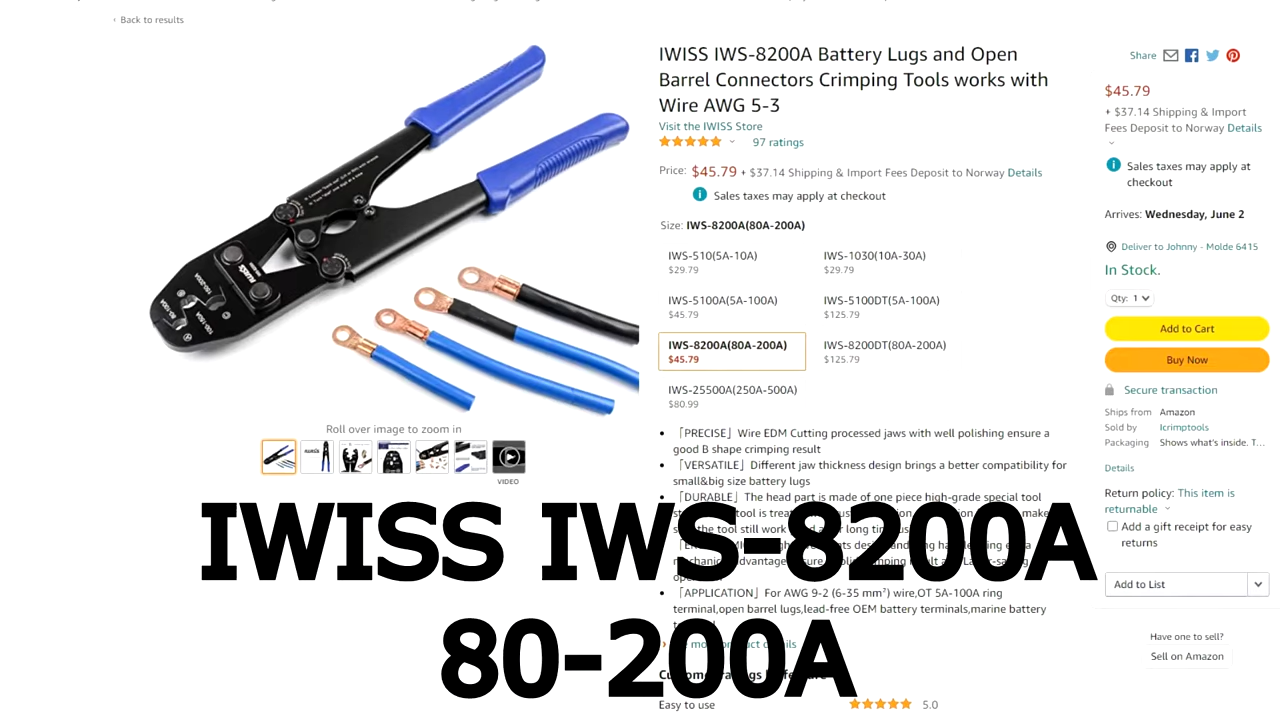 ‹ Back to results
IWISS IWS-8200A Battery Lugs and Open
Barrel Connectors Crimping Tools works with
Wire AWG 5-3
Visit the IWISS Store
97 ratings
Price: $45.79 + $37.14 Shipping & Import Fees Deposit to Norway Details
Sales taxes may apply at checkout
Size: IWS-8200A(80A-200A)
IWS-510(5A-10A)
$29.79
IWS-1030(10A-30A)
$29.79
IWS-5100A(5A-100A)
$45.79
IWS-5100DT(5A-100A)
$125.79
IWS-8200A(80A-200A)
$45.79
IWS-8200DT(80A-200A)
$125.79
IWS-25500A(250A-500A)
$80.99
Roll over image to zoom in
VIDEO
• 「PRECISE」Wire EDM Cutting processed jaws with well polishing ensure a
good B shape crimping result
• 「VERSATILE」Different jaw thickness design brings a better compatibility for
small&big size battery lugs
• 「DURABLE」The head part is made of one piece high-grade special tool
• 「APPLICATION」For AWG 9-2 (6-35 mm²) wire,OT 5A-100A ring
terminal,open barrel lugs,lead-free OEM battery terminals,marine battery
Easy to use
5.0
Share
$45.79
+ $37.14 Shipping & Import
Fees Deposit to Norway Details
Sales taxes may apply at
checkout
Arrives: Wednesday, June 2
Deliver to Johnny - Molde 6415
In Stock.
Qty: 1
Add to Cart
Buy Now
Secure transaction
Ships from Amazon
Sold by Icrimptools
Packaging Shows what's inside. T...
Details
Return policy: This item is
returnable
Add a gift receipt for easy
returns
Add to List
Have one to sell?
Sell on Amazon
IWISS IWS-8200A
80-200A